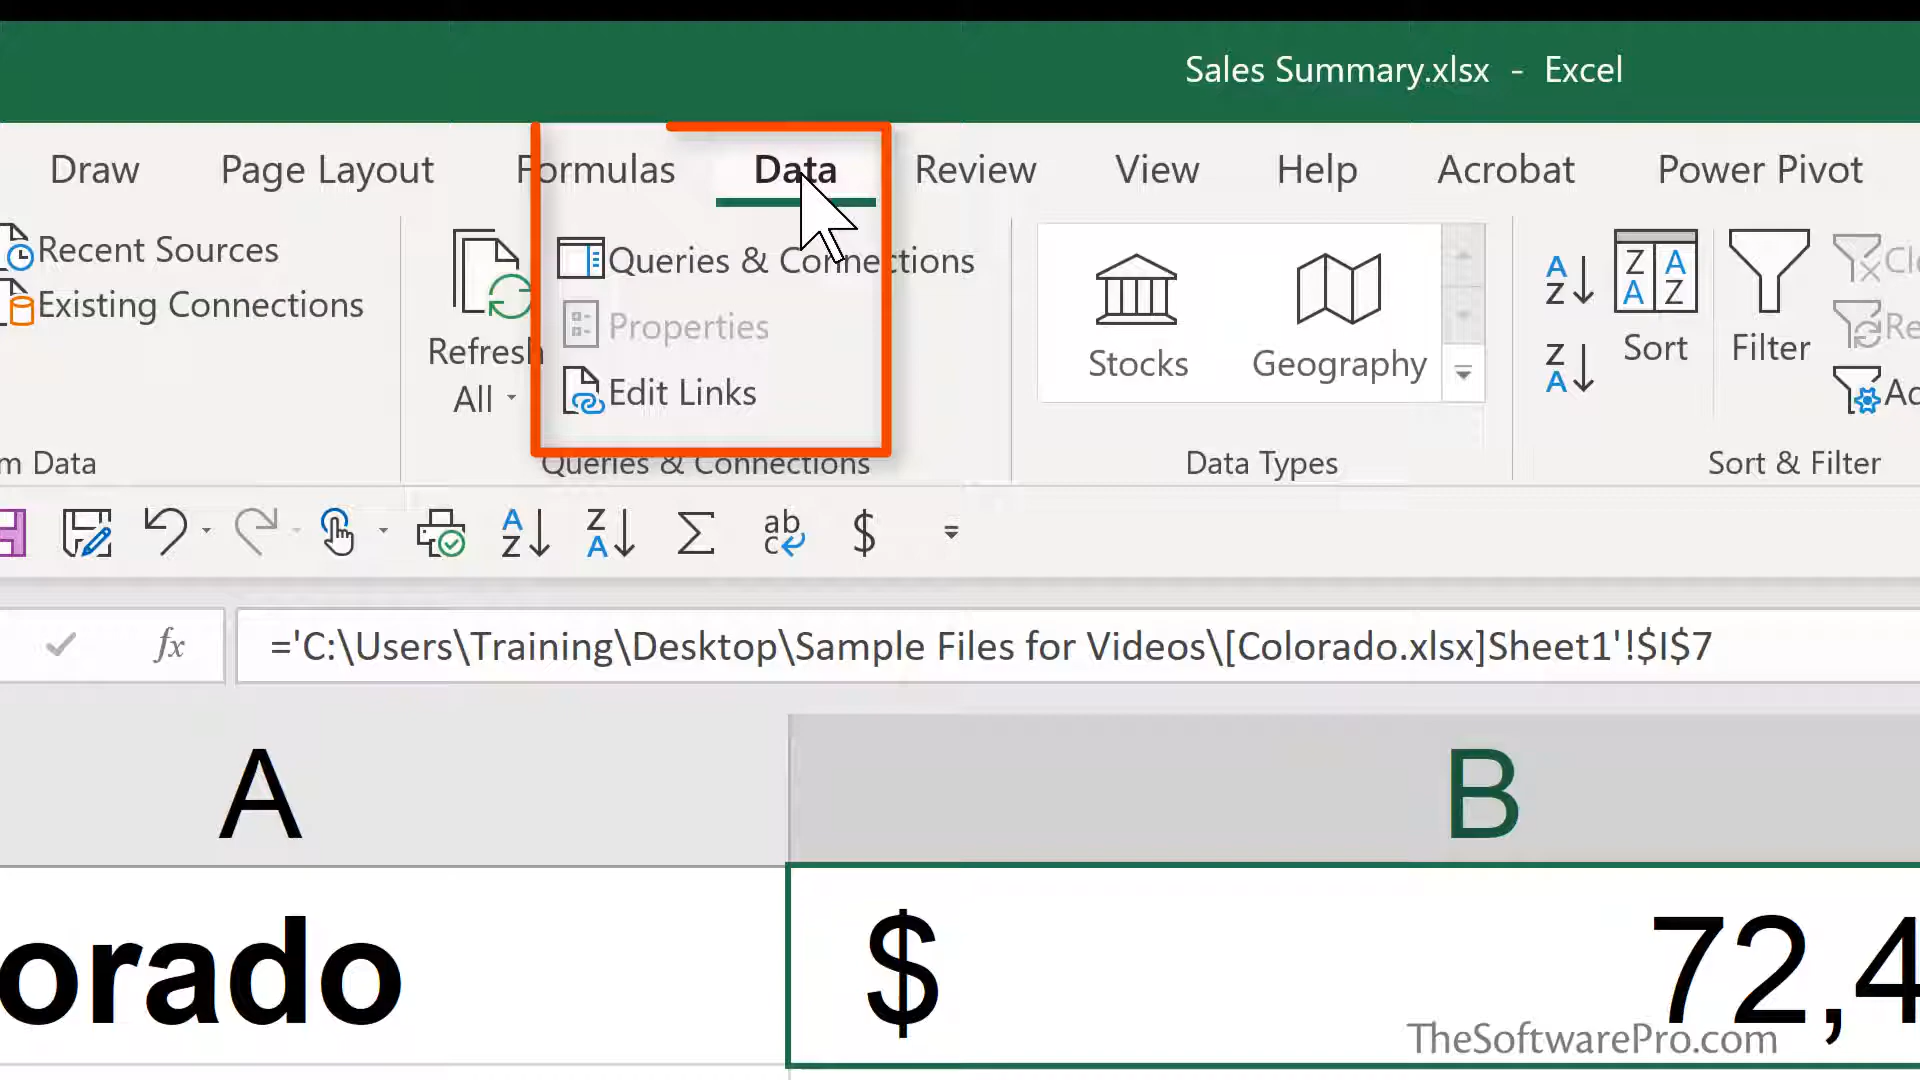 Sales Summary.xlsx - Excel
Draw Page Layout Formulas Data Review View Help Acrobat Power Pivot
Recent Sources
Existing Connections
Refresh
All
Queries & Connections
Properties
Edit Links
Stocks
Geography
A
Z
Z
A
Z A
A Z
Sort
Filter
m Data
Queries & Connections
Data Types
Sort & Filter
A
Z
Z
A
Σ
ab
c
$
fx
='C:\Users\Training\Desktop\Sample Files for Videos\[Colorado.xlsx]Sheet1'!$I$7
A B
orado $ 72,4
TheSoftwarePro.com